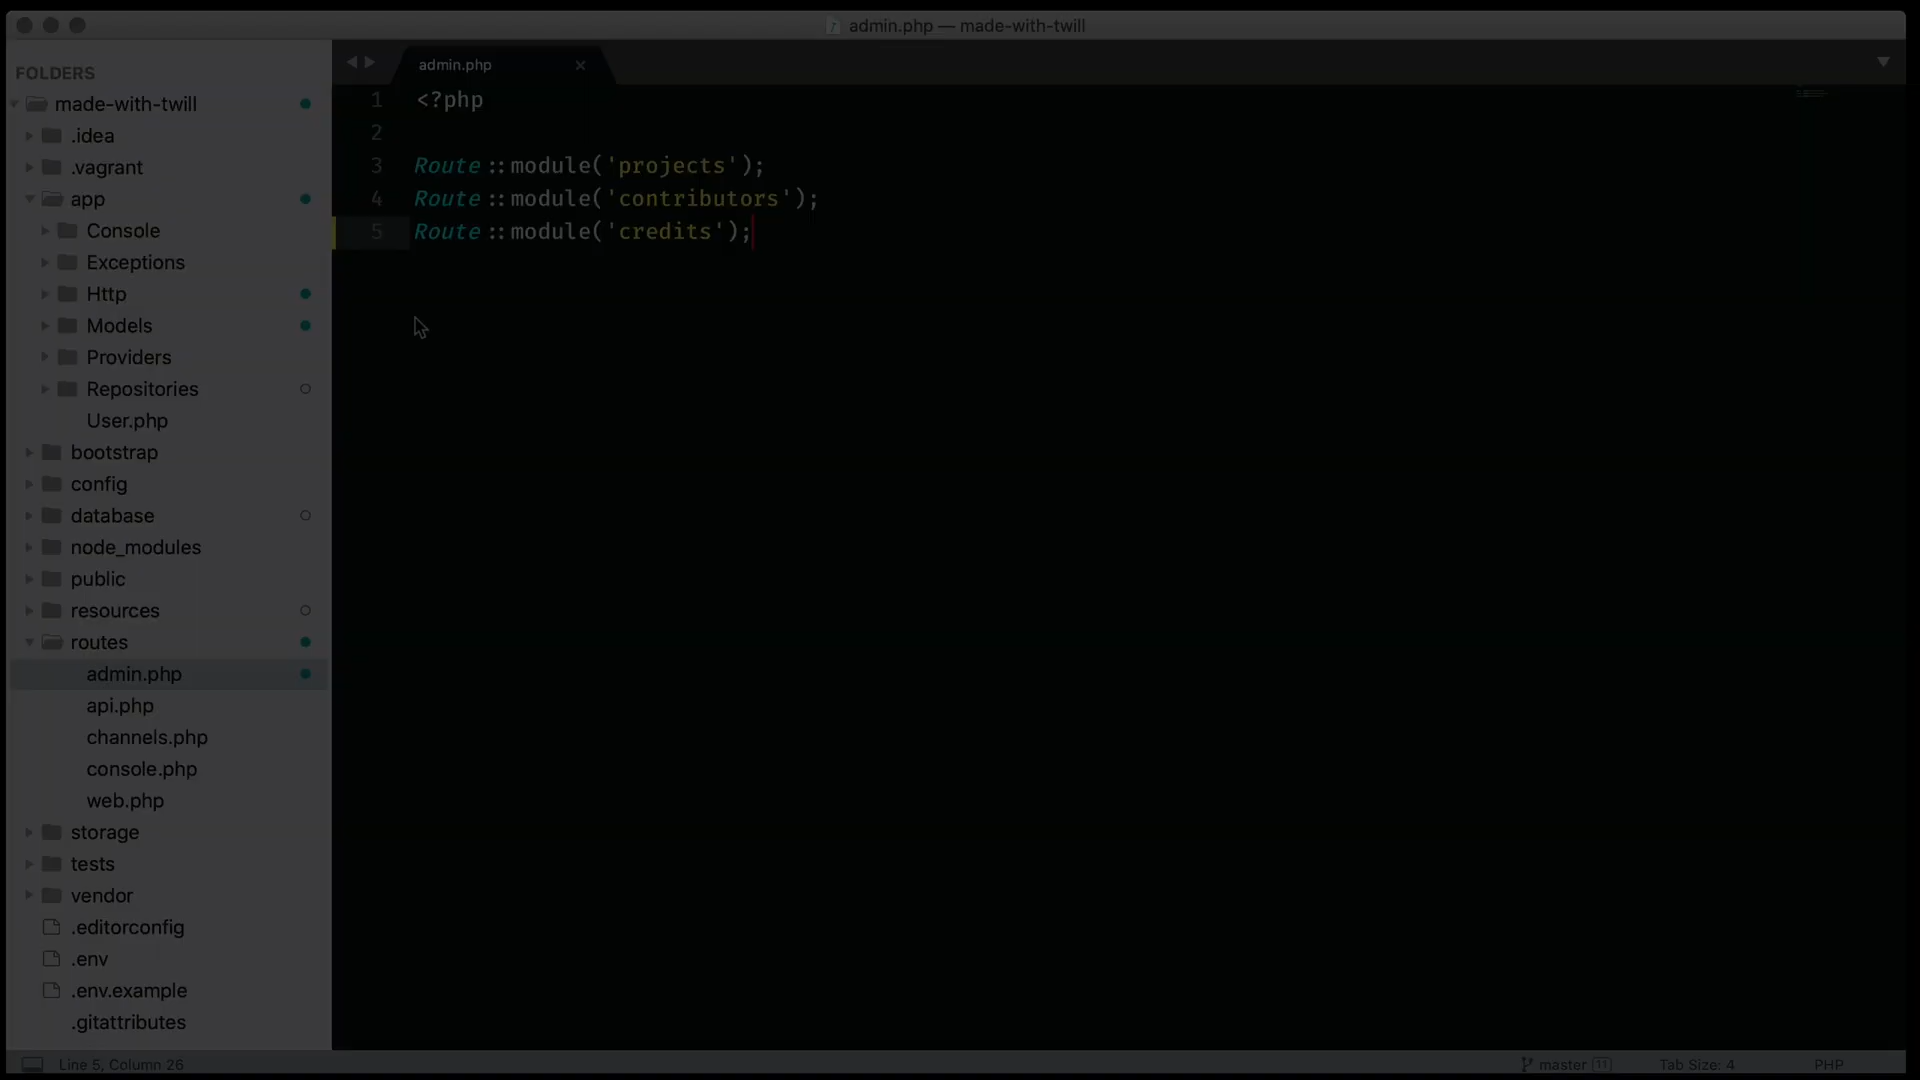 admin.php — made-with-twill
FOLDERS
made-with-twill
.idea
.vagrant
app
Console
Exceptions
Http
Models
Providers
Repositories
User.php
bootstrap
config
database
node_modules
public
resources
routes
admin.php
api.php
channels.php
console.php
web.php
storage
tests
vendor
.editorconfig
.env
.env.example
.gitattributes
admin.php
1 <?php
2
3 Route::module('projects');
4 Route::module('contributors');
5 Route::module('credits');
Line 5, Column 26
master 11
Tab Size: 4
PHP